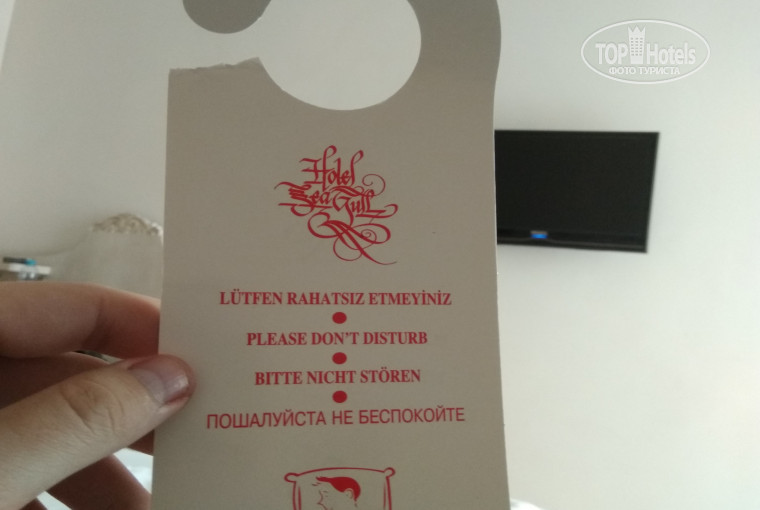 TOP Hotels
ФОТО ТУРИСТА
Hotel
Sea Gull
LÜTFEN RAHATSIZ ETMEYİNİZ
PLEASE DON'T DISTURB
BITTE NICHT STÖREN
ПОШАЛУЙСТА НЕ БЕСПОКОЙТЕ